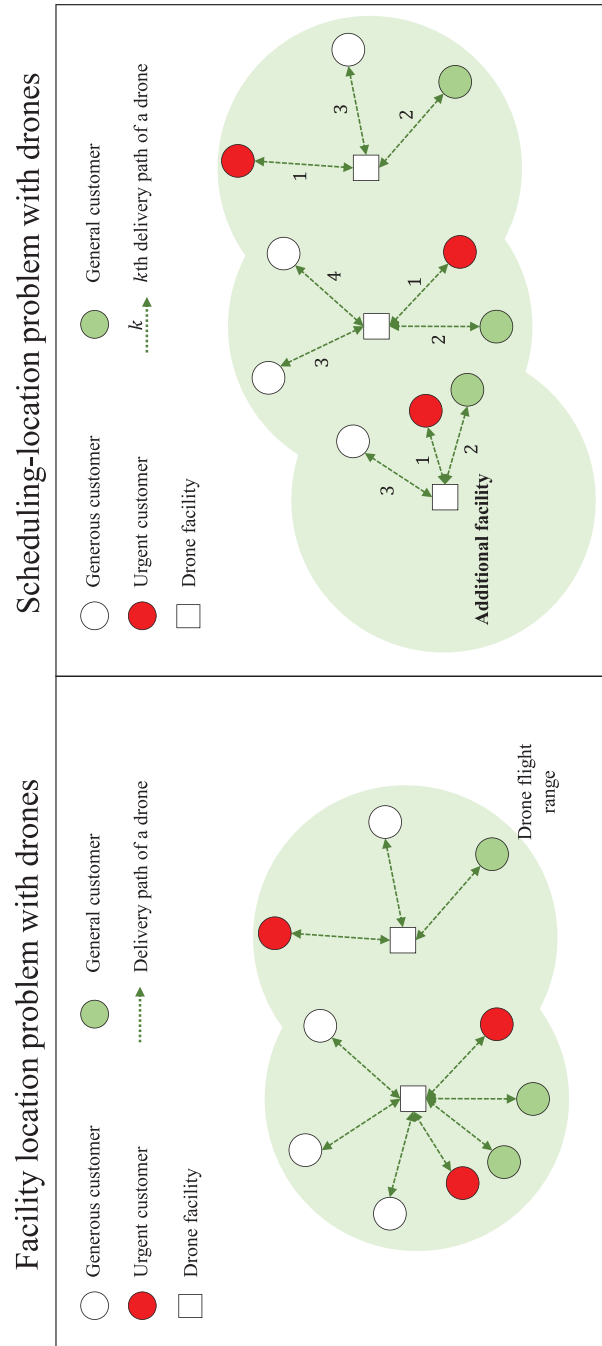 Facility location problem with drones
Generous customer
General customer
Urgent customer
Delivery path of a drone
Drone facility
Drone flight
range
Scheduling-location problem with drones
Generous customer
General customer
Urgent customer
k
kth delivery path of a drone
Drone facility
3
1
2
Additional facility
3
4
2
1
1
3
2